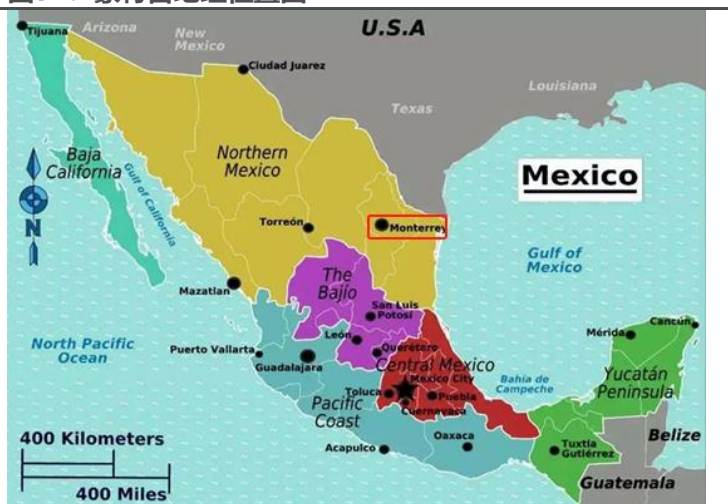 U.S.A
Tijuana
Arizona
New
Mexico
Ciudad Juarez
Louisiana
Texas
Baja
California
Gulf of California
Northern
Mexico
Mexico
N
Torreón
Monterrey
Gulf of
Mexico
The
Bajío
Mazatlan
San Luis
Potosí
North Pacific
Ocean
León
Querétaro
Puerto Vallarta
Guadalajara
Central Mexico
Mexico City
Toluca
Puebla
Cuernavaca
Bahía de
Campeche
Mérida
Cancún
Yucatán
Peninsula
Pacific
Coast
400 Kilometers
400 Miles
Acapulco
Oaxaca
Tuxtla
Gutiérrez
Belize
Guatemala